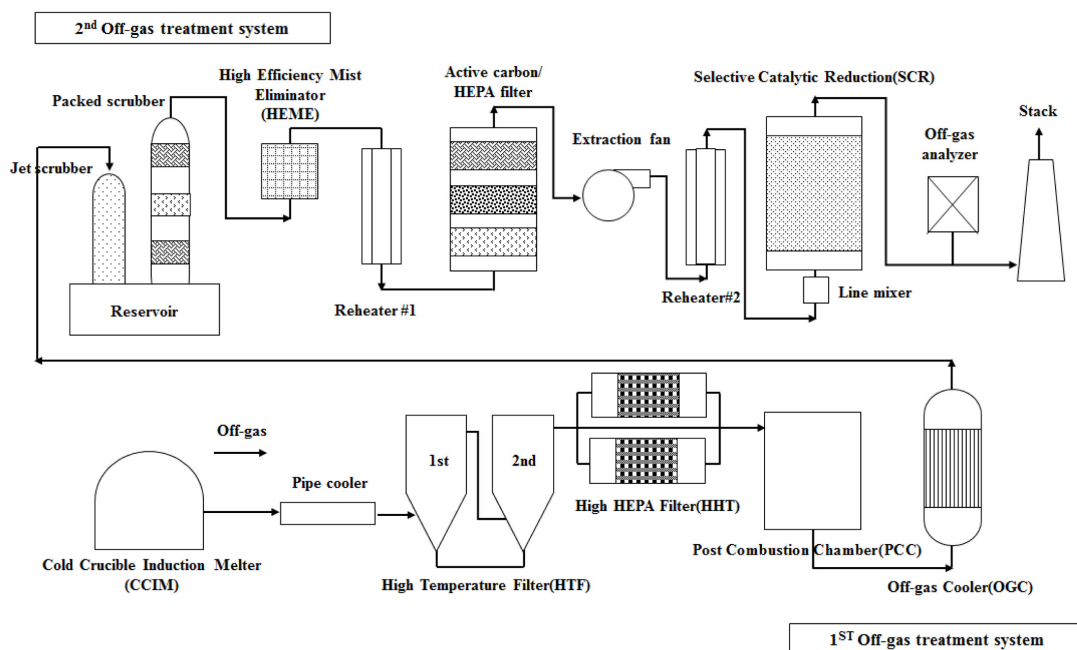 2nd Off-gas treatment system
Packed scrubber
High Efficiency Mist
Eliminator
(HEME)
Active carbon/
HEPA filter
Selective Catalytic Reduction(SCR)
Stack
Extraction fan
Off-gas
analyzer
Jet scrubber
Reservoir
Reheater #1
Reheater#2
Line mixer
Off-gas
1st
2nd
Pipe cooler
High HEPA Filter(HHT)
Cold Crucible Induction Melter
(CCIM)
High Temperature Filter(HTF)
Post Combustion Chamber(PCC)
Off-gas Cooler(OGC)
1ST Off-gas treatment system